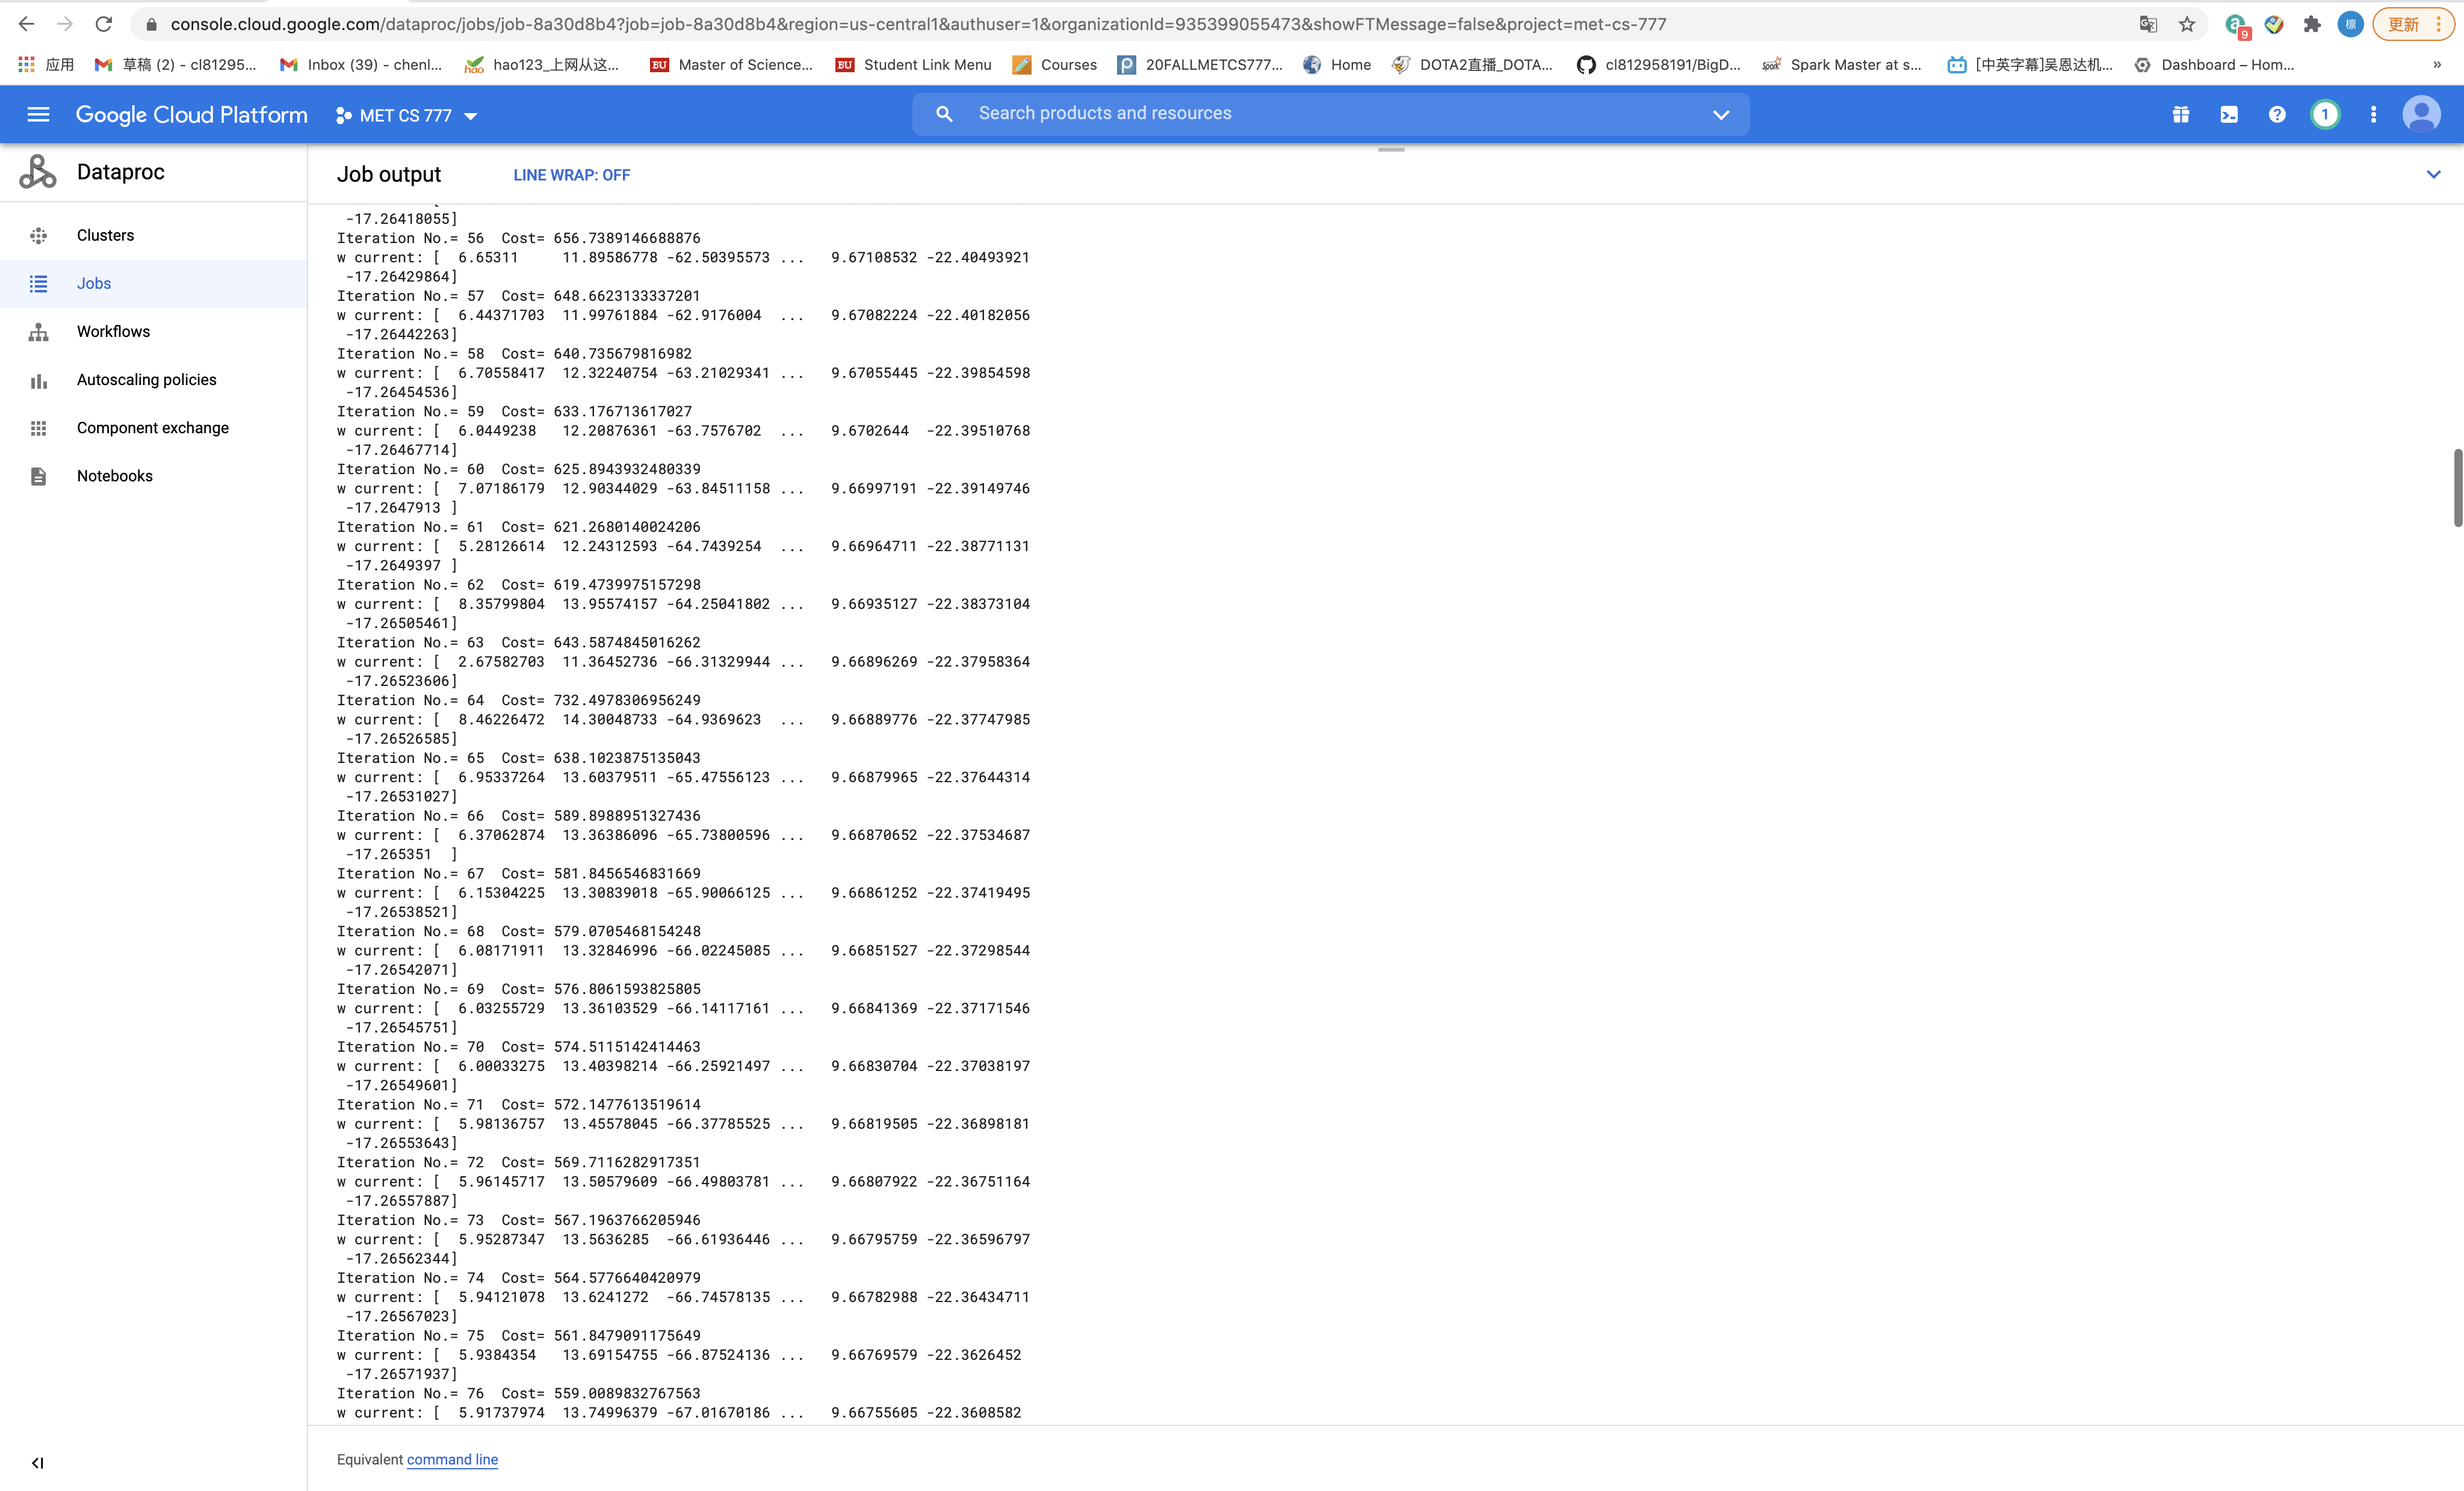 console.cloud.google.com/dataproc/jobs/job-8a30d8b4?job=job-8a30d8b4&region=us-central1&authuser=1&organizationId=935399055473&showFTMessage=false&project=met-cs-777
9
檩
更新
应用
草稿 (2) - cl81295...
Inbox (39) - chenl...
hao123_上网从这...
BU Master of Science...
BU Student Link Menu
Courses
20FALLMETCS777...
Home
DOTA2直播_DOTA...
cl812958191/BigD...
Spark Master at s...
[中英字幕]吴恩达机...
Dashboard – Hom...
»
Google Cloud Platform
MET CS 777
Search products and resources
1
Dataproc
Clusters
Jobs
Workflows
Autoscaling policies
Component exchange
Notebooks
Job output
LINE WRAP: OFF
-17.26418055]
Iteration No.= 56  Cost= 656.7389146688876
w current: [  6.65311     11.89586778 -62.50395573 ...   9.67108532 -22.40493921
-17.26429864]
Iteration No.= 57  Cost= 648.6623133337201
w current: [  6.44371703  11.99761884 -62.9176004  ...   9.67082224 -22.40182056
-17.26442263]
Iteration No.= 58  Cost= 640.735679816982
w current: [  6.70558417  12.32240754 -63.21029341 ...   9.67055445 -22.39854598
-17.26454536]
Iteration No.= 59  Cost= 633.176713617027
w current: [  6.0449238   12.20876361 -63.7576702  ...   9.6702644  -22.39510768
-17.26467714]
Iteration No.= 60  Cost= 625.8943932480339
w current: [  7.07186179  12.90344029 -63.84511158 ...   9.66997191 -22.39149746
-17.2647913 ]
Iteration No.= 61  Cost= 621.2680140024206
w current: [  5.28126614  12.24312593 -64.7439254  ...   9.66964711 -22.38771131
-17.2649397 ]
Iteration No.= 62  Cost= 619.4739975157298
w current: [  8.35799804  13.95574157 -64.25041802 ...   9.66935127 -22.38373104
-17.26505461]
Iteration No.= 63  Cost= 643.5874845016262
w current: [  2.67582703  11.36452736 -66.31329944 ...   9.66896269 -22.37958364
-17.26523606]
Iteration No.= 64  Cost= 732.4978306956249
w current: [  8.46226472  14.30048733 -64.9369623  ...   9.66889776 -22.37747985
-17.26526585]
Iteration No.= 65  Cost= 638.1023875135043
w current: [  6.95337264  13.60379511 -65.47556123 ...   9.66879965 -22.37644314
-17.26531027]
Iteration No.= 66  Cost= 589.8988951327436
w current: [  6.37062874  13.36386096 -65.73800596 ...   9.66870652 -22.37534687
-17.265351  ]
Iteration No.= 67  Cost= 581.8456546831669
w current: [  6.15304225  13.30839018 -65.90066125 ...   9.66861252 -22.37419495
-17.26538521]
Iteration No.= 68  Cost= 579.0705468154248
w current: [  6.08171911  13.32846996 -66.02245085 ...   9.66851527 -22.37298544
-17.26542071]
Iteration No.= 69  Cost= 576.8061593825805
w current: [  6.03255729  13.36103529 -66.14117161 ...   9.66841369 -22.37171546
-17.26545751]
Iteration No.= 70  Cost= 574.5115142414463
w current: [  6.00033275  13.40398214 -66.25921497 ...   9.66830704 -22.37038197
-17.26549601]
Iteration No.= 71  Cost= 572.1477613519614
w current: [  5.98136757  13.45578045 -66.37785525 ...   9.66819505 -22.36898181
-17.26553643]
Iteration No.= 72  Cost= 569.7116282917351
w current: [  5.96145717  13.50579609 -66.49803781 ...   9.66807922 -22.36751164
-17.26557887]
Iteration No.= 73  Cost= 567.1963766205946
w current: [  5.95287347  13.5636285  -66.61936446 ...   9.66795759 -22.36596797
-17.26562344]
Iteration No.= 74  Cost= 564.5776640420979
w current: [  5.94121078  13.6241272  -66.74578135 ...   9.66782988 -22.36434711
-17.26567023]
Iteration No.= 75  Cost= 561.8479091175649
w current: [  5.9384354   13.69154755 -66.87524136 ...   9.66769579 -22.3626452
-17.26571937]
Iteration No.= 76  Cost= 559.0089832767563
w current: [  5.91737974  13.74996379 -67.01670186 ...   9.66755605 -22.3608582
Equivalent command line